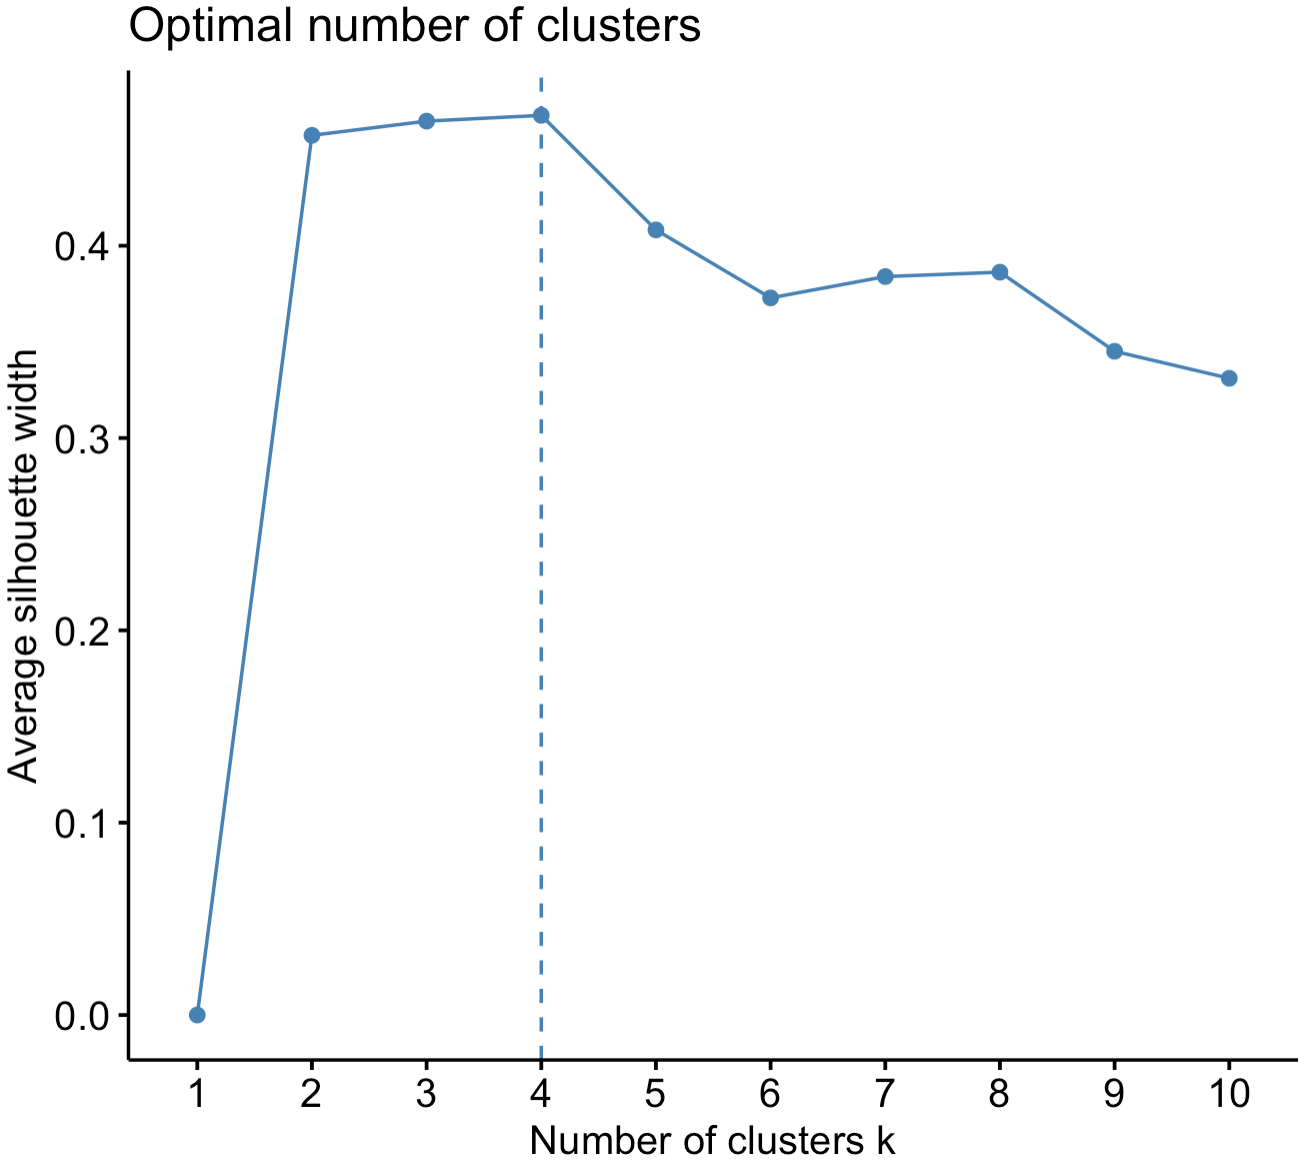 Optimal number of clusters
Average silhouette width
0.4
0.3
0.2
0.1
0.0
1 2 3 4 5 6 7 8 9 10
Number of clusters k